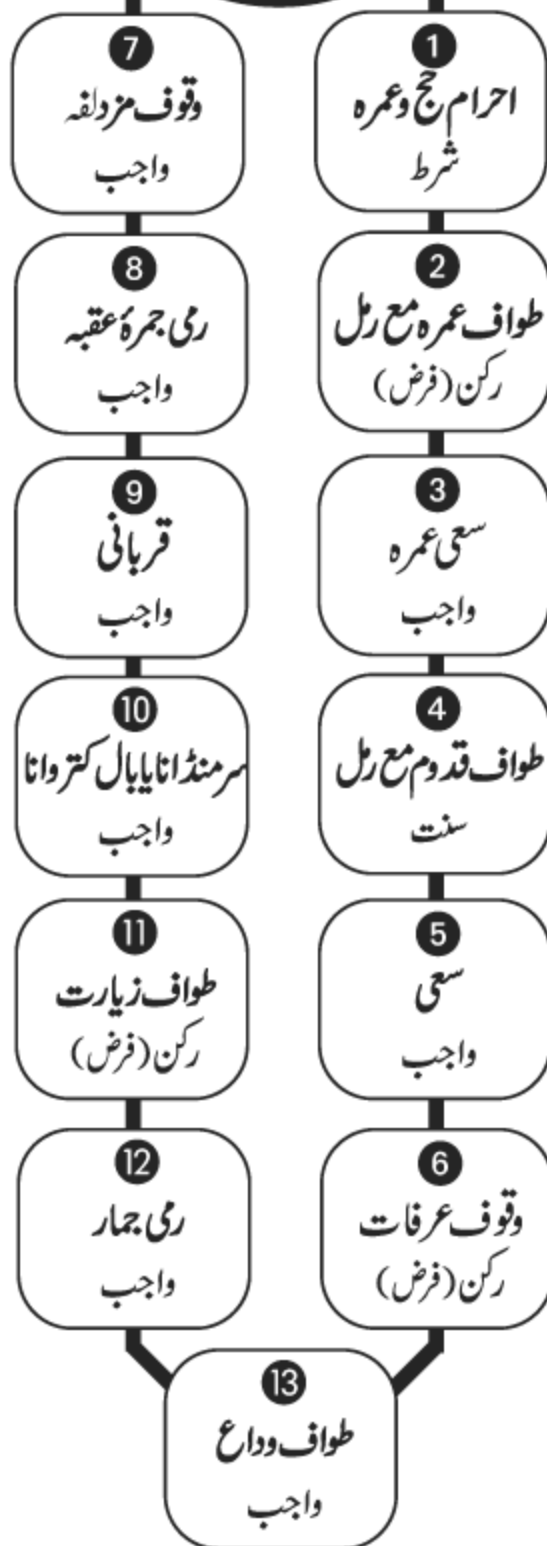 1
احرام حج وعمرہ
شرط
2
طواف عمرہ مع رمل
رکن (فرض)
3
سعی عمرہ
واجب
4
طواف قدوم مع رمل
سنت
5
سعی
واجب
6
وقوف عرفات
رکن (فرض)
7
وقوف مزدلفہ
واجب
8
رمی جمرۂ عقبہ
واجب
9
قربانی
واجب
10
سر منڈانا یا بال کتروانا
واجب
11
طواف زیارت
رکن (فرض)
12
رمی جمار
واجب
13
طواف وداع
واجب